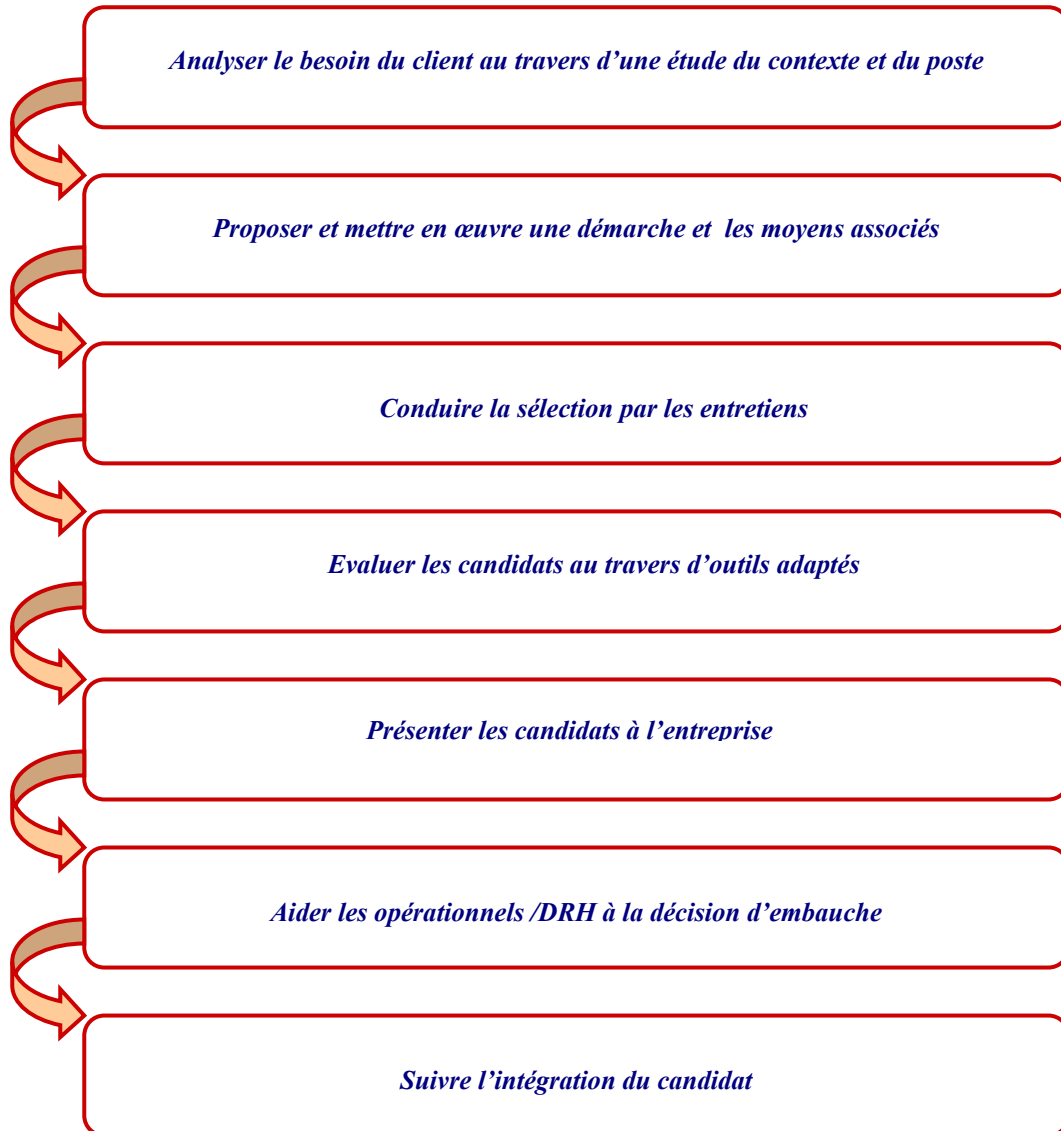 Analyser le besoin du client au travers d’une étude du contexte et du poste
Proposer et mettre en œuvre une démarche et les moyens associés
Conduire la sélection par les entretiens
Evaluer les candidats au travers d’outils adaptés
Présenter les candidats à l’entreprise
Aider les opérationnels /DRH à la décision d’embauche
Suivre l’intégration du candidat